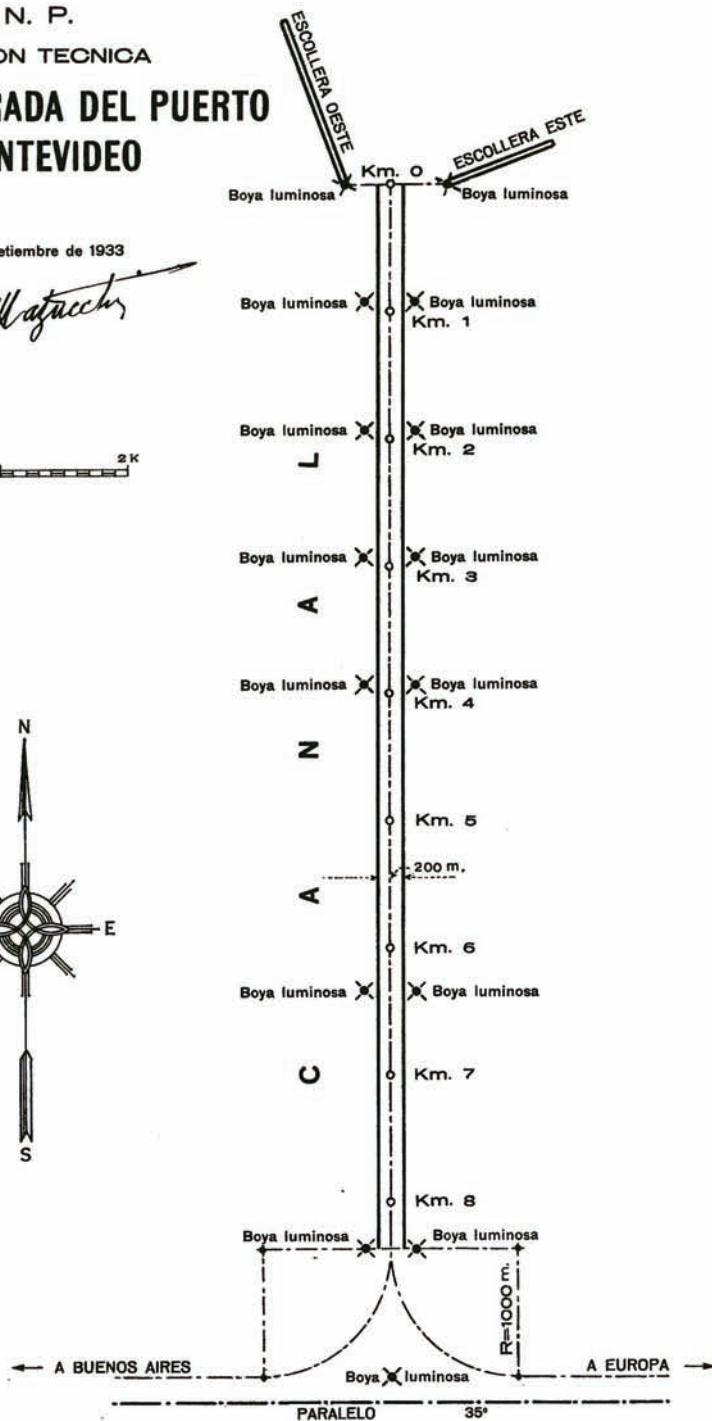 N. P.
ON TECNICA
RADA DEL PUERTO
NTEVIDEO
etiembre de 1933
2 K
ESCOLLERA OESTE
ESCOLLERA ESTE
Km. 0
Boya luminosa
Boya luminosa
Boya luminosa
Boya luminosa
Km. 1
Boya luminosa
Boya luminosa
Km. 2
Boya luminosa
Boya luminosa
Km. 3
Boya luminosa
Boya luminosa
Km. 4
CANAL
Km. 5
200 m.
Km. 6
Boya luminosa
Boya luminosa
Km. 7
Km. 8
Boya luminosa
Boya luminosa
N
E
S
R=1000 m.
A BUENOS AIRES
Boya luminosa
A EUROPA
PARALELO 35°